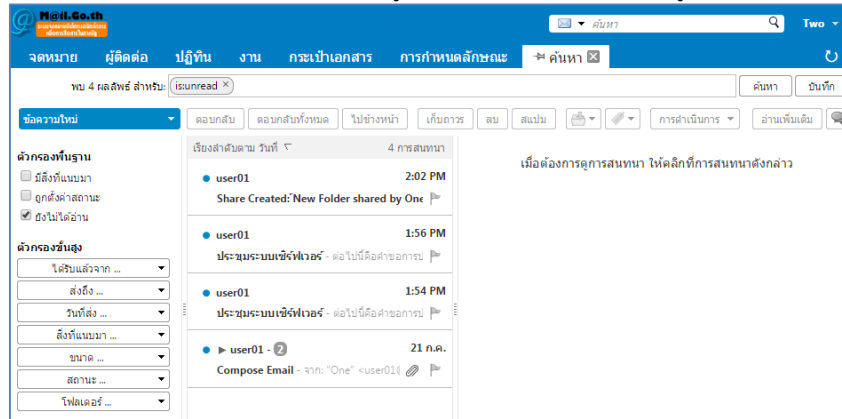 M@il.Go.th
ค้นหา
Two
จดหมาย ผู้ติดต่อ ปฏิทิน งาน กระเป๋าเอกสาร การกำหนดลักษณะ ค้นหา
พบ 4 ผลลัพธ์ สำหรับ: is:unread × ค้นหา บันทึก
ข้อความใหม่ ตอบกลับ ตอบกลับทั้งหมด ไปข้างหน้า เก็บถาวร ลบ สแปม การดำเนินการ อ่านเพิ่มเติม
ตัวกรองพื้นฐาน
มีสิ่งที่แนบมา
ถูกตั้งค่าสถานะ
ยังไม่ได้อ่าน
ตัวกรองขั้นสูง
ได้รับแล้วจาก ...
ส่งถึง ...
วันที่ส่ง ...
สิ่งที่แนบมา ...
ขนาด ...
สถานะ ...
โฟลเดอร์ ...
เรียงลำดับตาม วันที่ 4 การสนทนา
user01 2:02 PM
Share Created: New Folder shared by One
user01 1:56 PM
ประชุมระบบเซิร์ฟเวอร์ - ต่อไปนี้คือคำขอการป
user01 1:54 PM
ประชุมระบบเซิร์ฟเวอร์ - ต่อไปนี้คือคำขอการป
user01 - 2 21 ก.ค.
Compose Email - จาก: "One" <user01(
เมื่อต้องการดูการสนทนา ให้คลิกที่การสนทนาดังกล่าว